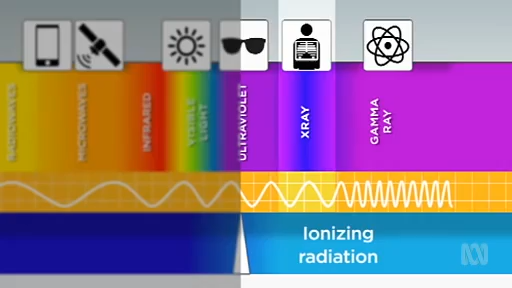 RADIOWAVES
MICROWAVES
INFRARED
VISIBLE
LIGHT
ULTRAVIOLET
XRAY
GAMMA
RAY
Ionizing
radiation